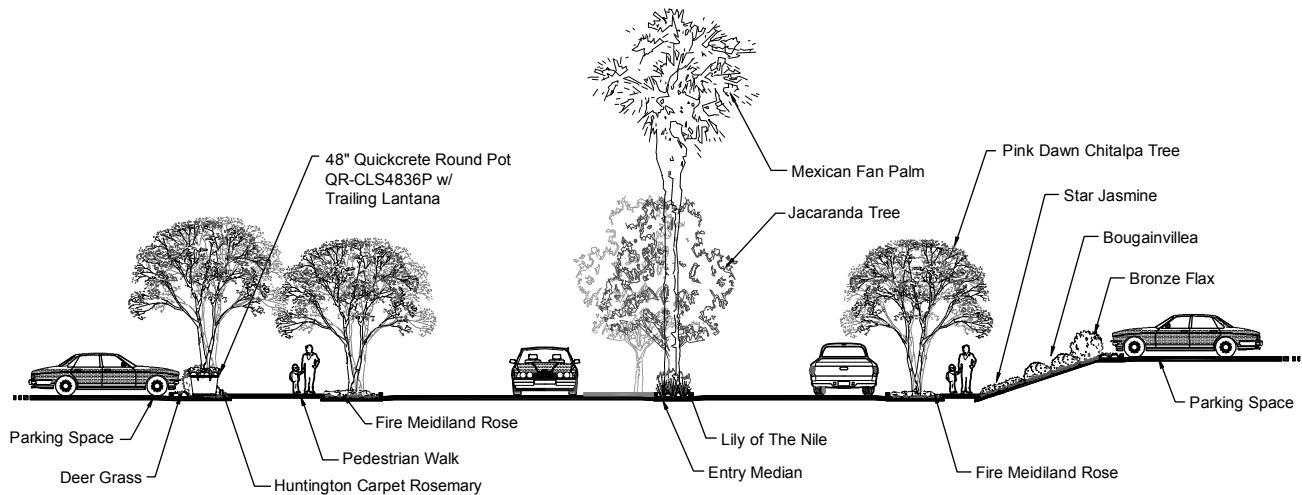 48" Quickcrete Round Pot
QR-CLS4836P w/
Trailing Lantana
Mexican Fan Palm
Jacaranda Tree
Pink Dawn Chitalpa Tree
Star Jasmine
Bougainvillea
Bronze Flax
Parking Space
Deer Grass
Huntington Carpet Rosemary
Pedestrian Walk
Fire Meidiland Rose
Lily of The Nile
Entry Median
Fire Meidiland Rose
Parking Space